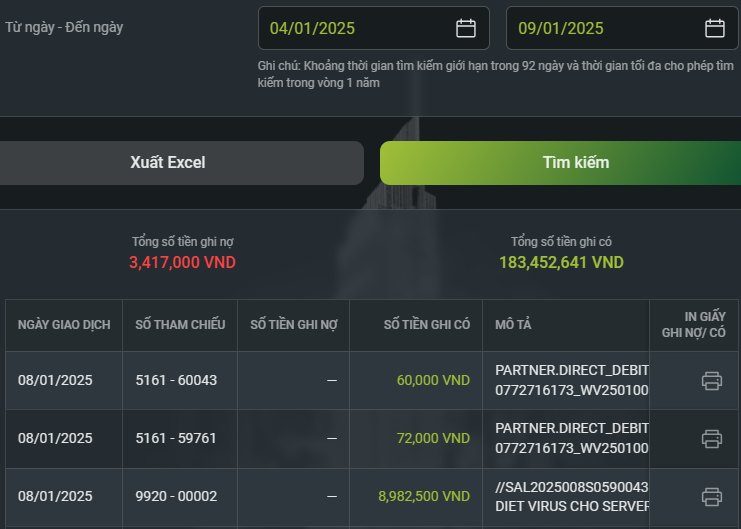 Từ ngày - Đến ngày
04/01/2025
09/01/2025
Ghi chú: Khoảng thời gian tìm kiếm giới hạn trong 92 ngày và thời gian tối đa cho phép tìm
kiếm trong vòng 1 năm
Xuất Excel
Tìm kiếm
Tổng số tiền ghi nợ
Tổng số tiền ghi có
3,417,000 VND
183,452,641 VND
NGÀY GIAO DỊCH SỐ THAM CHIẾU SỐ TIỀN GHI NỢ SỐ TIỀN GHI CÓ MÔ TẢ IN GIẤY
GHI NỢ/ CÓ
08/01/2025 5161 - 60043 — 60,000 VND PARTNER.DIRECT_DEBIT
0772716173_WV250100
08/01/2025 5161 - 59761 — 72,000 VND PARTNER.DIRECT_DEBIT
0772716173_WV250100
08/01/2025 9920 - 00002 — 8,982,500 VND //SAL2025008S0590043
DIET VIRUS CHO SERVER